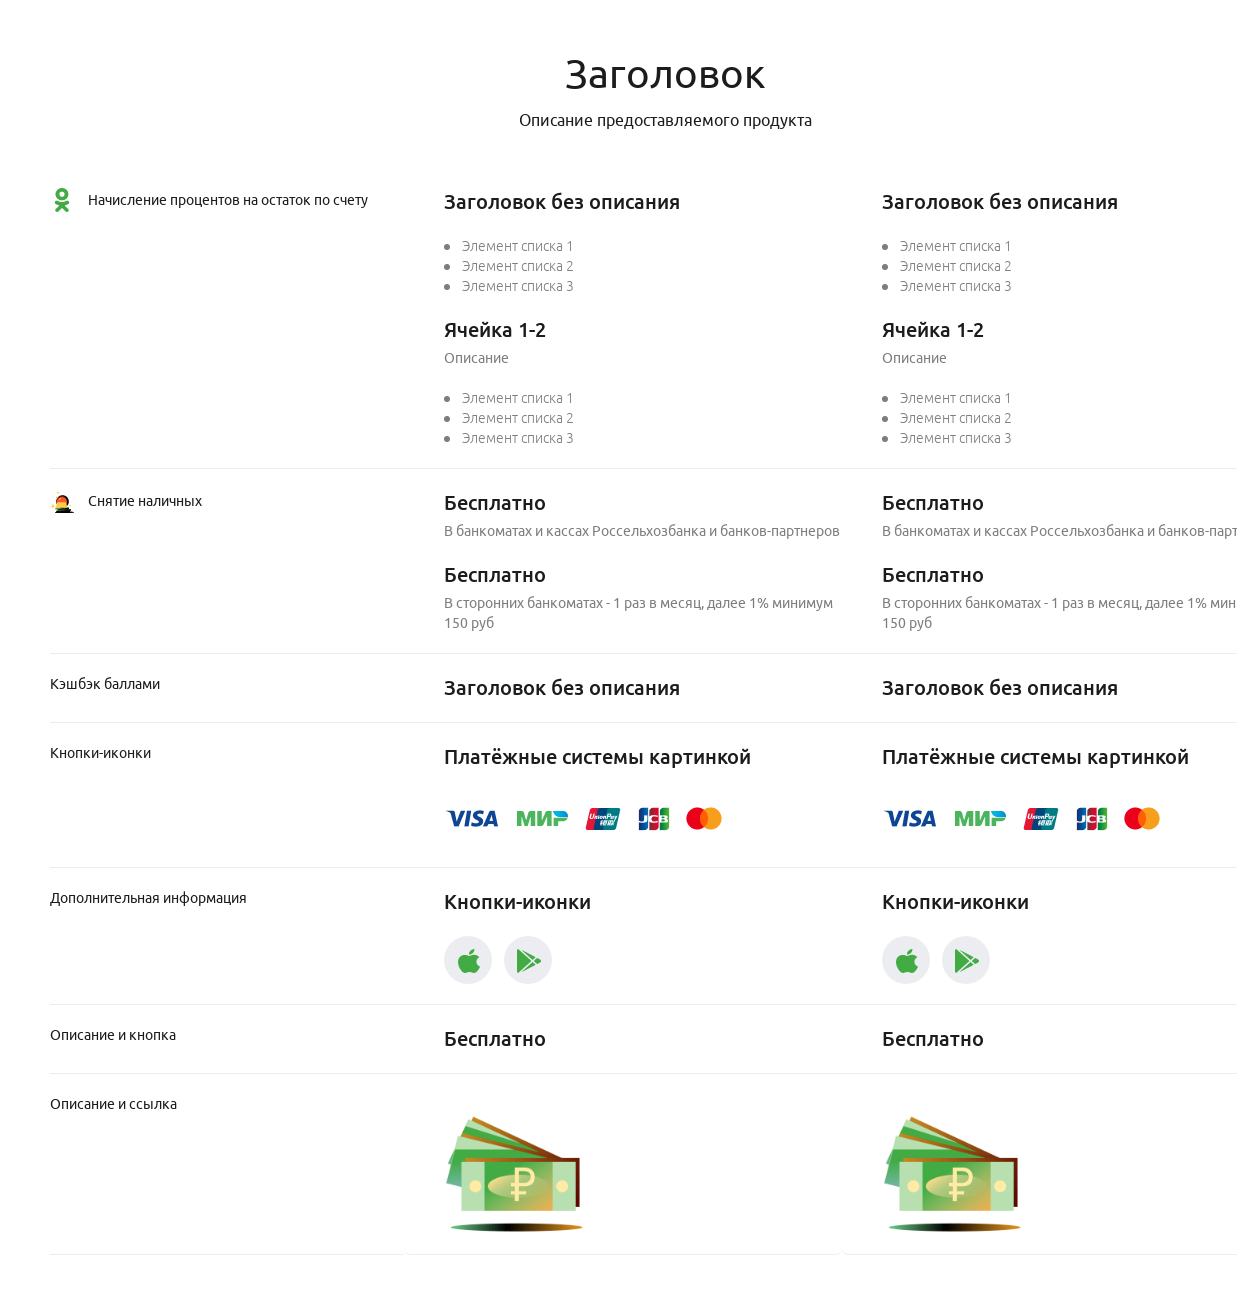 Заголовок
Описание предоставляемого продукта
Начисление процентов на остаток по счету
Заголовок без описания
Элемент списка 1
Элемент списка 2
Элемент списка 3
Ячейка 1-2
Описание
Элемент списка 1
Элемент списка 2
Элемент списка 3
Заголовок без описания
Элемент списка 1
Элемент списка 2
Элемент списка 3
Ячейка 1-2
Описание
Элемент списка 1
Элемент списка 2
Элемент списка 3
Снятие наличных
Бесплатно
В банкоматах и кассах Россельхозбанка и банков-партнеров
Бесплатно
В сторонних банкоматах - 1 раз в месяц, далее 1% минимум
150 руб
Бесплатно
В банкоматах и кассах Россельхозбанка и банков-парт
Бесплатно
В сторонних банкоматах - 1 раз в месяц, далее 1% мин
150 руб
Кэшбэк баллами
Заголовок без описания
Заголовок без описания
Кнопки-иконки
Платёжные системы картинкой
VISA МИР UnionPay 银联 JCB
Платёжные системы картинкой
VISA МИР UnionPay 银联 JCB
Дополнительная информация
Кнопки-иконки
Кнопки-иконки
Описание и кнопка
Бесплатно
Бесплатно
Описание и ссылка
₽
₽